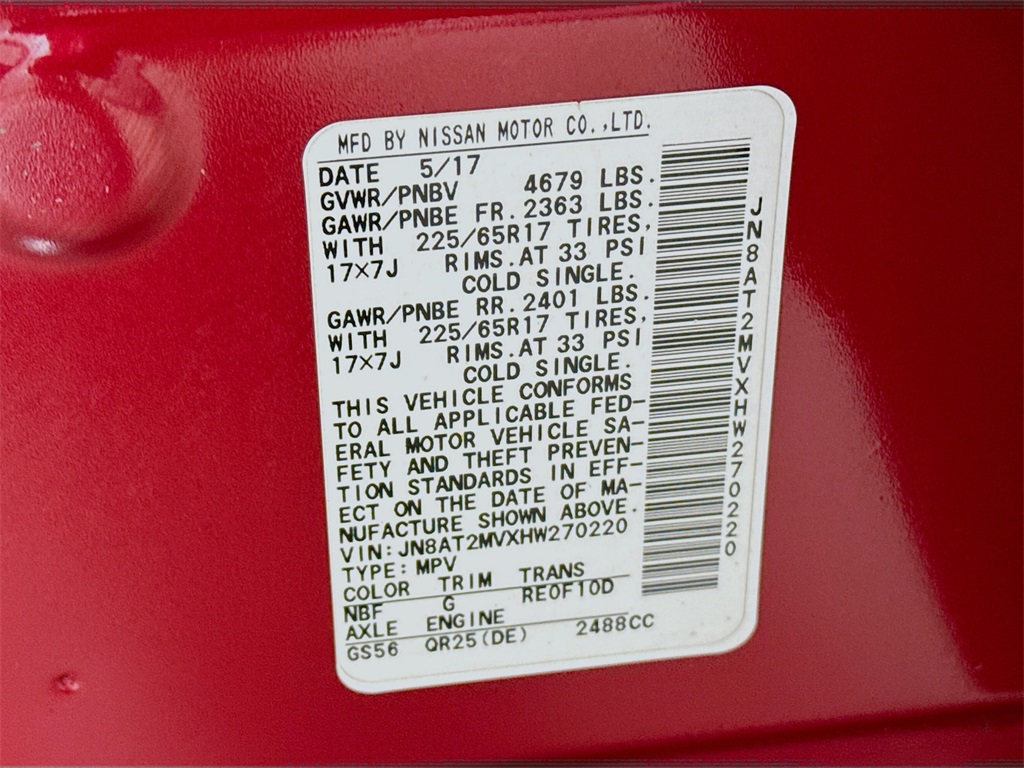 MFD BY NISSAN MOTOR CO.,LTD.
DATE 5/17
GVWR/PNBV 4679 LBS.
GAWR/PNBE FR. 2363 LBS.
WITH 225/65R17 TIRES,
17×7J RIMS.AT 33 PSI
COLD SINGLE.
GAWR/PNBE RR. 2401 LBS.
WITH 225/65R17 TIRES,
17×7J RIMS.AT 33 PSI
COLD SINGLE.
THIS VEHICLE CONFORMS
TO ALL APPLICABLE FED-
ERAL MOTOR VEHICLE SA-
FETY AND THEFT PREVEN-
TION STANDARDS IN EFF-
ECT ON THE DATE OF MA-
NUFACTURE SHOWN ABOVE.
VIN:JN8AT2MVXHW270220
TYPE:MPV
COLOR TRIM TRANS
NBF G RE0F10D
AXLE ENGINE
GS56 QR25(DE) 2488CC
JN8AT2MVXHW270220